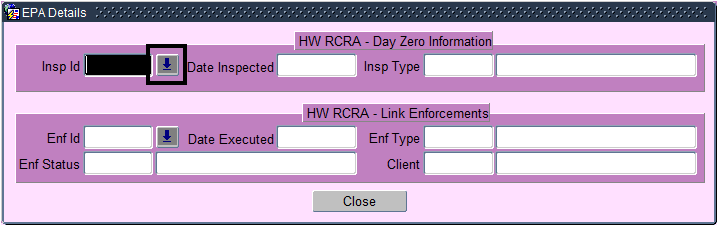 EPA Details
HW RCRA - Day Zero Information
Insp Id Date Inspected Insp Type
HW RCRA - Link Enforcements
Enf Id Date Executed Enf Type
Enf Status Client
Close